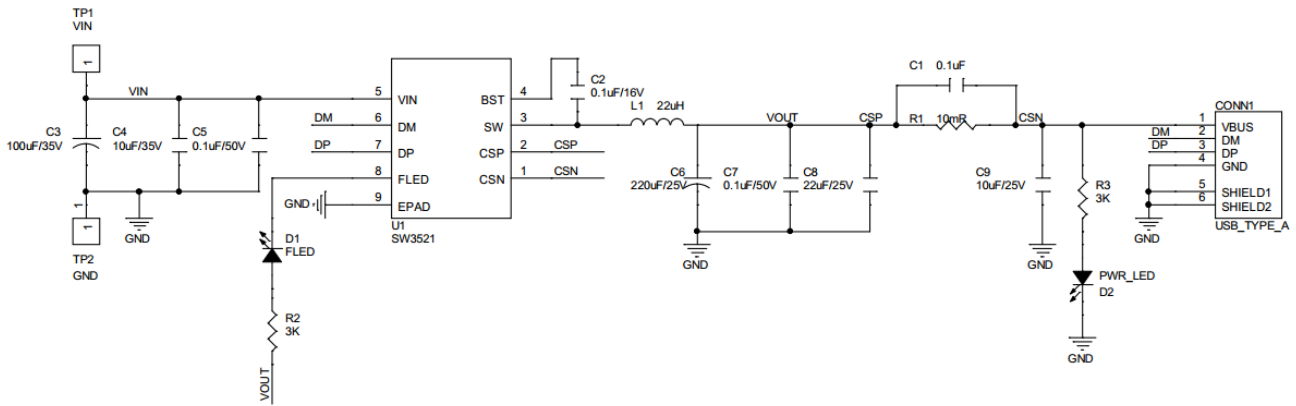 TP1
VIN
1
VIN
C3
100uF/35V
C4
10uF/35V
C5
0.1uF/50V
1
TP2
GND
GND
DM
DP
5
6
7
8
9
VIN
DM
DP
FLED
EPAD
BST
SW
CSP
CSN
4
3
2
1
CSP
CSN
U1
SW3521
GND
D1
FLED
R2
3K
VOUT
C2
0.1uF/16V
L1 22uH
VOUT
CSP
C6
220uF/25V
C7
0.1uF/50V
C8
22uF/25V
GND
C1 0.1uF
R1 10mR
CSN
C9
10uF/25V
GND
R3
3K
PWR_LED
D2
GND
CONN1
DM
DP
1
2
3
4
5
6
VBUS
DM
DP
GND
SHIELD1
SHIELD2
USB_TYPE_A
GND